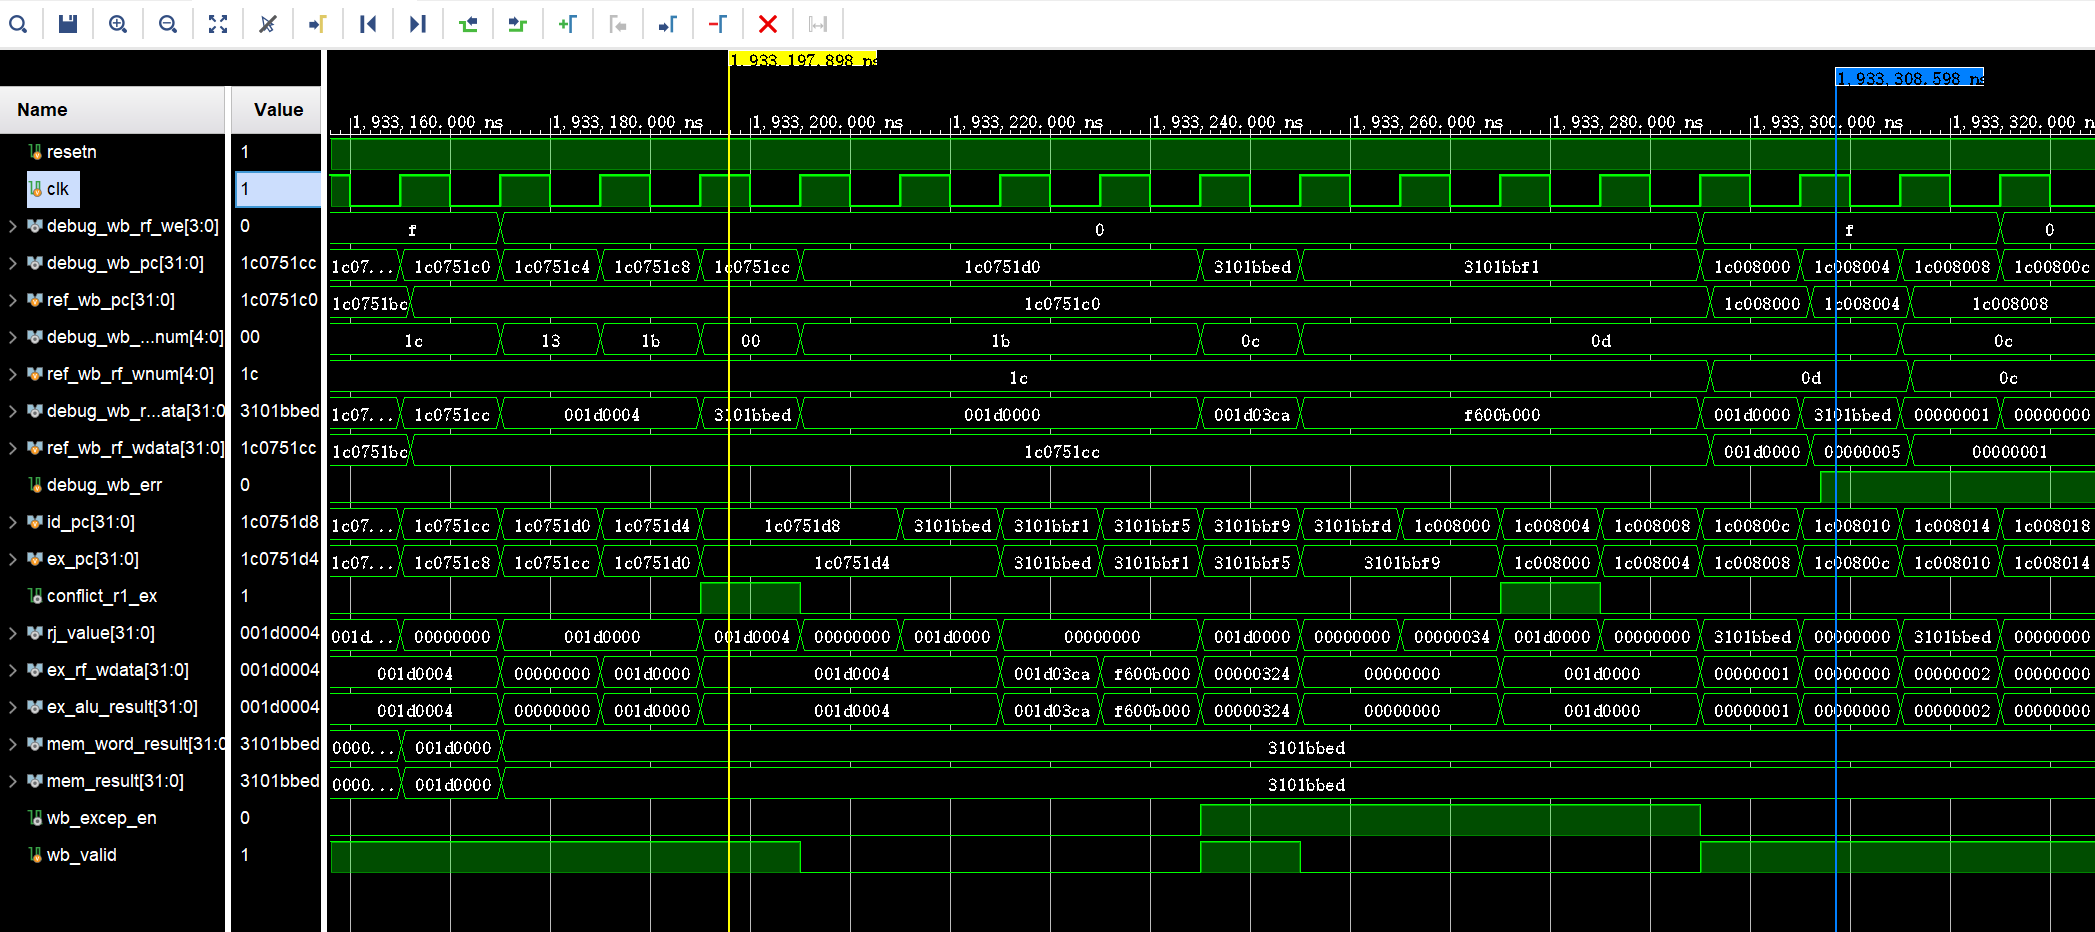 1,933,197.898 ns
1,933,308.598 ns
Name Value
1,933,160.000 ns 1,933,180.000 ns 1,933,200.000 ns 1,933,220.000 ns 1,933,240.000 ns 1,933,260.000 ns 1,933,280.000 ns 1,933,300.000 ns 1,933,320.000 n
resetn 1
clk 1
debug_wb_rf_we[3:0] 0 f 0 f 0
debug_wb_pc[31:0] 1c0751cc 1c07... 1c0751c0 1c0751c4 1c0751c8 1c0751cc 1c0751d0 3101bbed 3101bbf1 1c008000 1c008004 1c008008 1c00800c
ref_wb_pc[31:0] 1c0751c0 1c0751bc 1c0751c0 1c008000 1c008004 1c008008
debug_wb_...num[4:0] 00 1c 13 1b 00 1b 0c 0d 0c
ref_wb_rf_wnum[4:0] 1c 1c 0d 0c
debug_wb_r...ata[31:0 3101bbed 1c07... 1c0751cc 001d0004 3101bbed 001d0000 001d03ca f600b000 001d0000 3101bbed 00000001 00000000
ref_wb_rf_wdata[31:0] 1c0751cc 1c0751bc 1c0751cc 001d0000 00000005 00000001
debug_wb_err 0
id_pc[31:0] 1c0751d8 1c07... 1c0751cc 1c0751d0 1c0751d4 1c0751d8 3101bbed 3101bbf1 3101bbf5 3101bbf9 3101bbfd 1c008000 1c008004 1c008008 1c00800c 1c008010 1c008014 1c008018
ex_pc[31:0] 1c0751d4 1c07... 1c0751c8 1c0751cc 1c0751d0 1c0751d4 3101bbed 3101bbf1 3101bbf5 3101bbf9 1c008000 1c008004 1c008008 1c00800c 1c008010 1c008014
conflict_r1_ex 1
rj_value[31:0] 001d0004 001d... 00000000 001d0000 001d0004 00000000 001d0000 00000000 001d0000 00000000 00000034 001d0000 00000000 3101bbed 00000000 3101bbed 00000000
ex_rf_wdata[31:0] 001d0004 001d0004 00000000 001d0000 001d0004 001d03ca f600b000 00000324 00000000 001d0000 00000001 00000000 00000002 00000000
ex_alu_result[31:0] 001d0004 001d0004 00000000 001d0000 001d0004 001d03ca f600b000 00000324 00000000 001d0000 00000001 00000000 00000002 00000000
mem_word_result[31:0 3101bbed 0000... 001d0000 3101bbed
mem_result[31:0] 3101bbed 0000... 001d0000 3101bbed
wb_excep_en 0
wb_valid 1